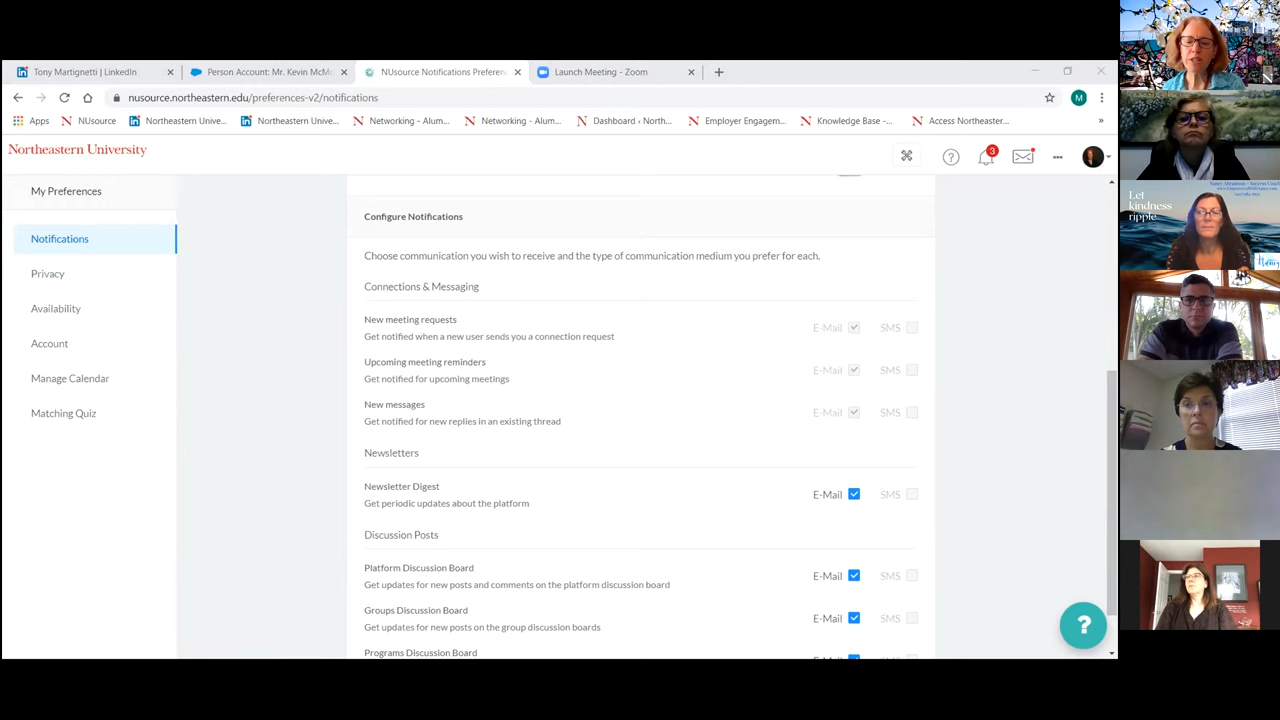 Tony Martignetti | LinkedIn
Person Account: Mr. Kevin McMo
NUsource Notifications Preferen
Launch Meeting - Zoom
nusource.northeastern.edu/preferences-v2/notifications
M
Apps
NUsource
Northeastern Unive...
Northeastern Unive...
Networking - Alum...
Networking - Alum...
Dashboard ‹ North...
Employer Engagem...
Knowledge Base -...
Access Northeaster...
»
Northeastern University
3
My Preferences
Notifications
Privacy
Availability
Account
Manage Calendar
Matching Quiz
Configure Notifications
Choose communication you wish to receive and the type of communication medium you prefer for each.
Connections & Messaging
New meeting requests
Get notified when a new user sends you a connection request
E-Mail SMS
Upcoming meeting reminders
Get notified for upcoming meetings
E-Mail SMS
New messages
Get notified for new replies in an existing thread
E-Mail SMS
Newsletters
Newsletter Digest
Get periodic updates about the platform
E-Mail SMS
Discussion Posts
Platform Discussion Board
Get updates for new posts and comments on the platform discussion board
E-Mail SMS
Groups Discussion Board
Get updates for new posts on the group discussion boards
E-Mail SMS
Programs Discussion Board
E-Mail SMS
?
N
Let
kindness
ripple